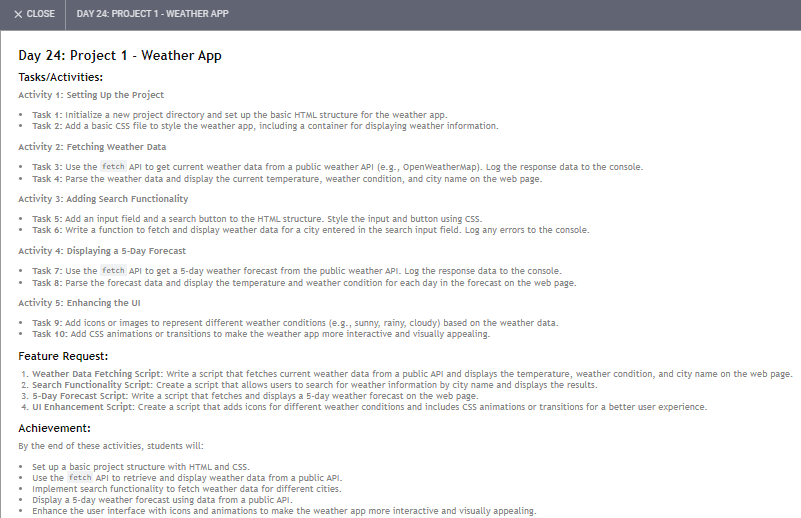 ✕ CLOSE DAY 24: PROJECT 1 - WEATHER APP
Day 24: Project 1 - Weather App
Tasks/Activities:
Activity 1: Setting Up the Project
• Task 1: Initialize a new project directory and set up the basic HTML structure for the weather app.
• Task 2: Add a basic CSS file to style the weather app, including a container for displaying weather information.
Activity 2: Fetching Weather Data
• Task 3: Use the fetch API to get current weather data from a public weather API (e.g., OpenWeatherMap). Log the response data to the console.
• Task 4: Parse the weather data and display the current temperature, weather condition, and city name on the web page.
Activity 3: Adding Search Functionality
• Task 5: Add an input field and a search button to the HTML structure. Style the input and button using CSS.
• Task 6: Write a function to fetch and display weather data for a city entered in the search input field. Log any errors to the console.
Activity 4: Displaying a 5-Day Forecast
• Task 7: Use the fetch API to get a 5-day weather forecast from the public weather API. Log the response data to the console.
• Task 8: Parse the forecast data and display the temperature and weather condition for each day in the forecast on the web page.
Activity 5: Enhancing the UI
• Task 9: Add icons or images to represent different weather conditions (e.g., sunny, rainy, cloudy) based on the weather data.
• Task 10: Add CSS animations or transitions to make the weather app more interactive and visually appealing.
Feature Request:
1. Weather Data Fetching Script: Write a script that fetches current weather data from a public API and displays the temperature, weather condition, and city name on the web page.
2. Search Functionality Script: Create a script that allows users to search for weather information by city name and displays the results.
3. 5-Day Forecast Script: Write a script that fetches and displays a 5-day weather forecast on the web page.
4. UI Enhancement Script: Create a script that adds icons for different weather conditions and includes CSS animations or transitions for a better user experience.
Achievement:
By the end of these activities, students will:
• Set up a basic project structure with HTML and CSS.
• Use the fetch API to retrieve and display weather data from a public API.
• Implement search functionality to fetch weather data for different cities.
• Display a 5-day weather forecast using data from a public API.
• Enhance the user interface with icons and animations to make the weather app more interactive and visually appealing.